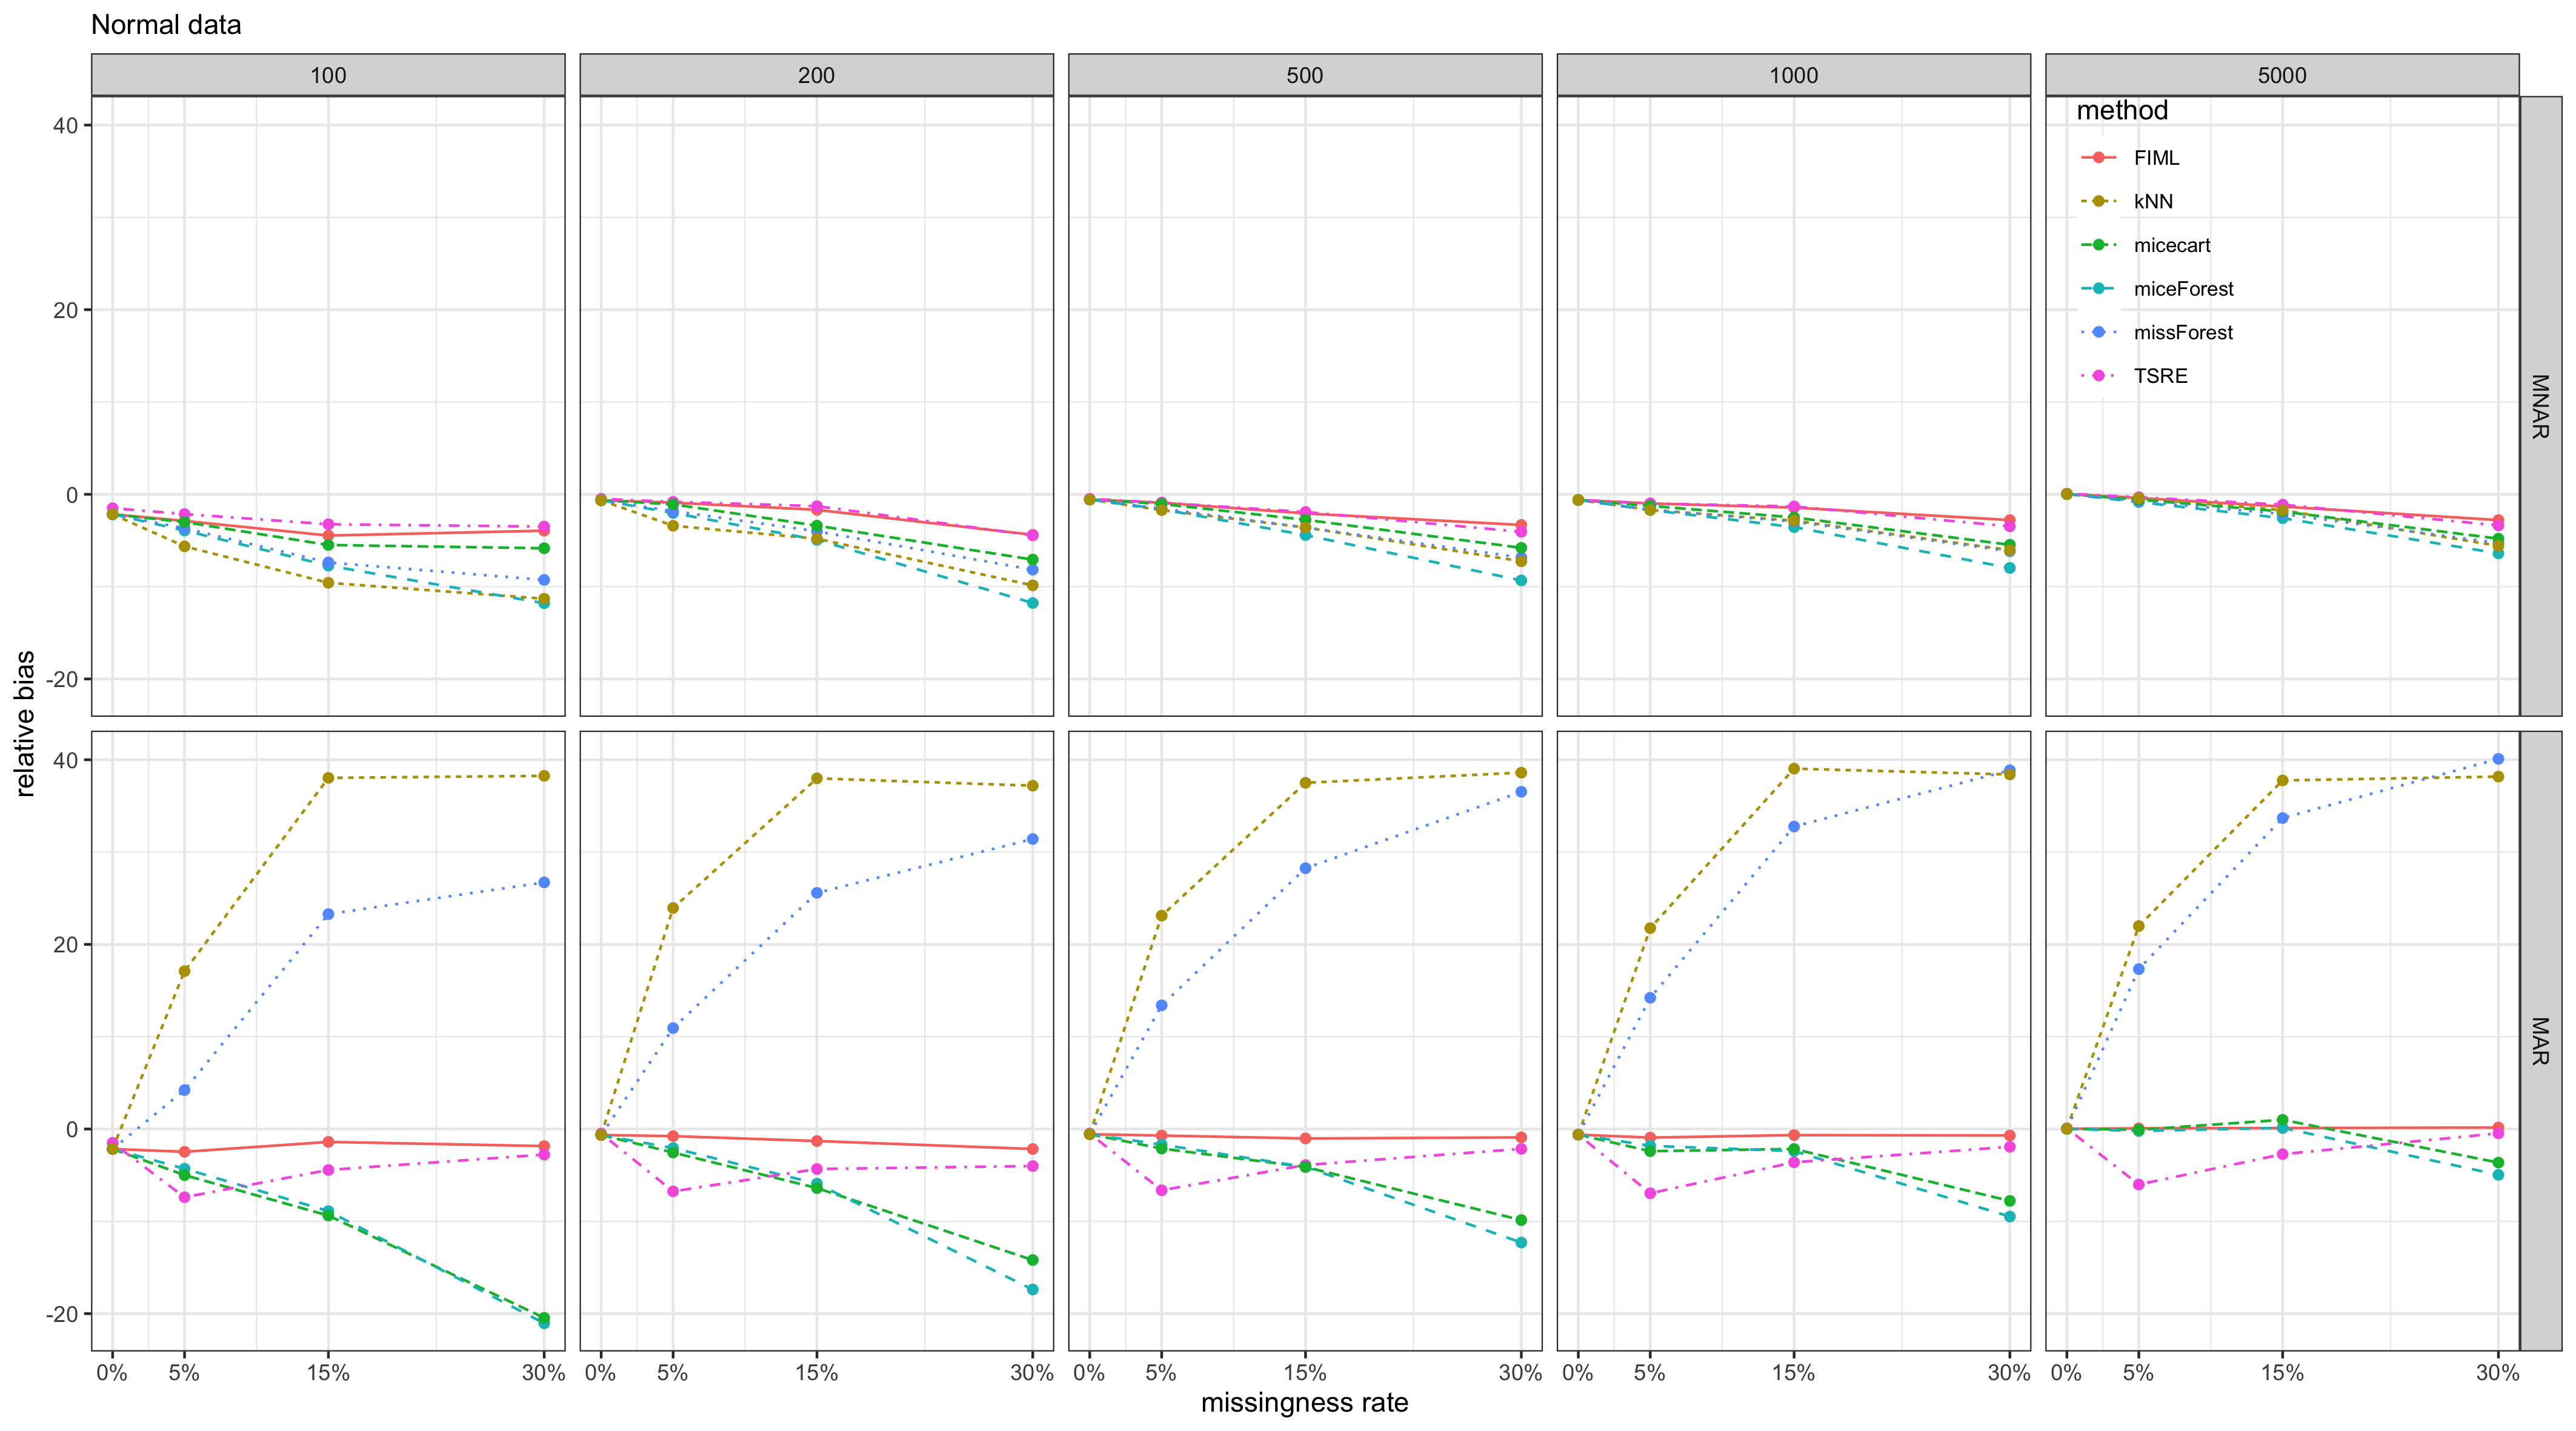 Normal data
100 200 500 1000 5000
method
FIML
kNN
micecart
miceForest
missForest
TSRE
40
20
0
-20
MNAR
relative bias
40
20
0
-20
MAR
0% 5% 15% 30% 0% 5% 15% 30% 0% 5% 15% 30% 0% 5% 15% 30% 0% 5% 15% 30%
missingness rate